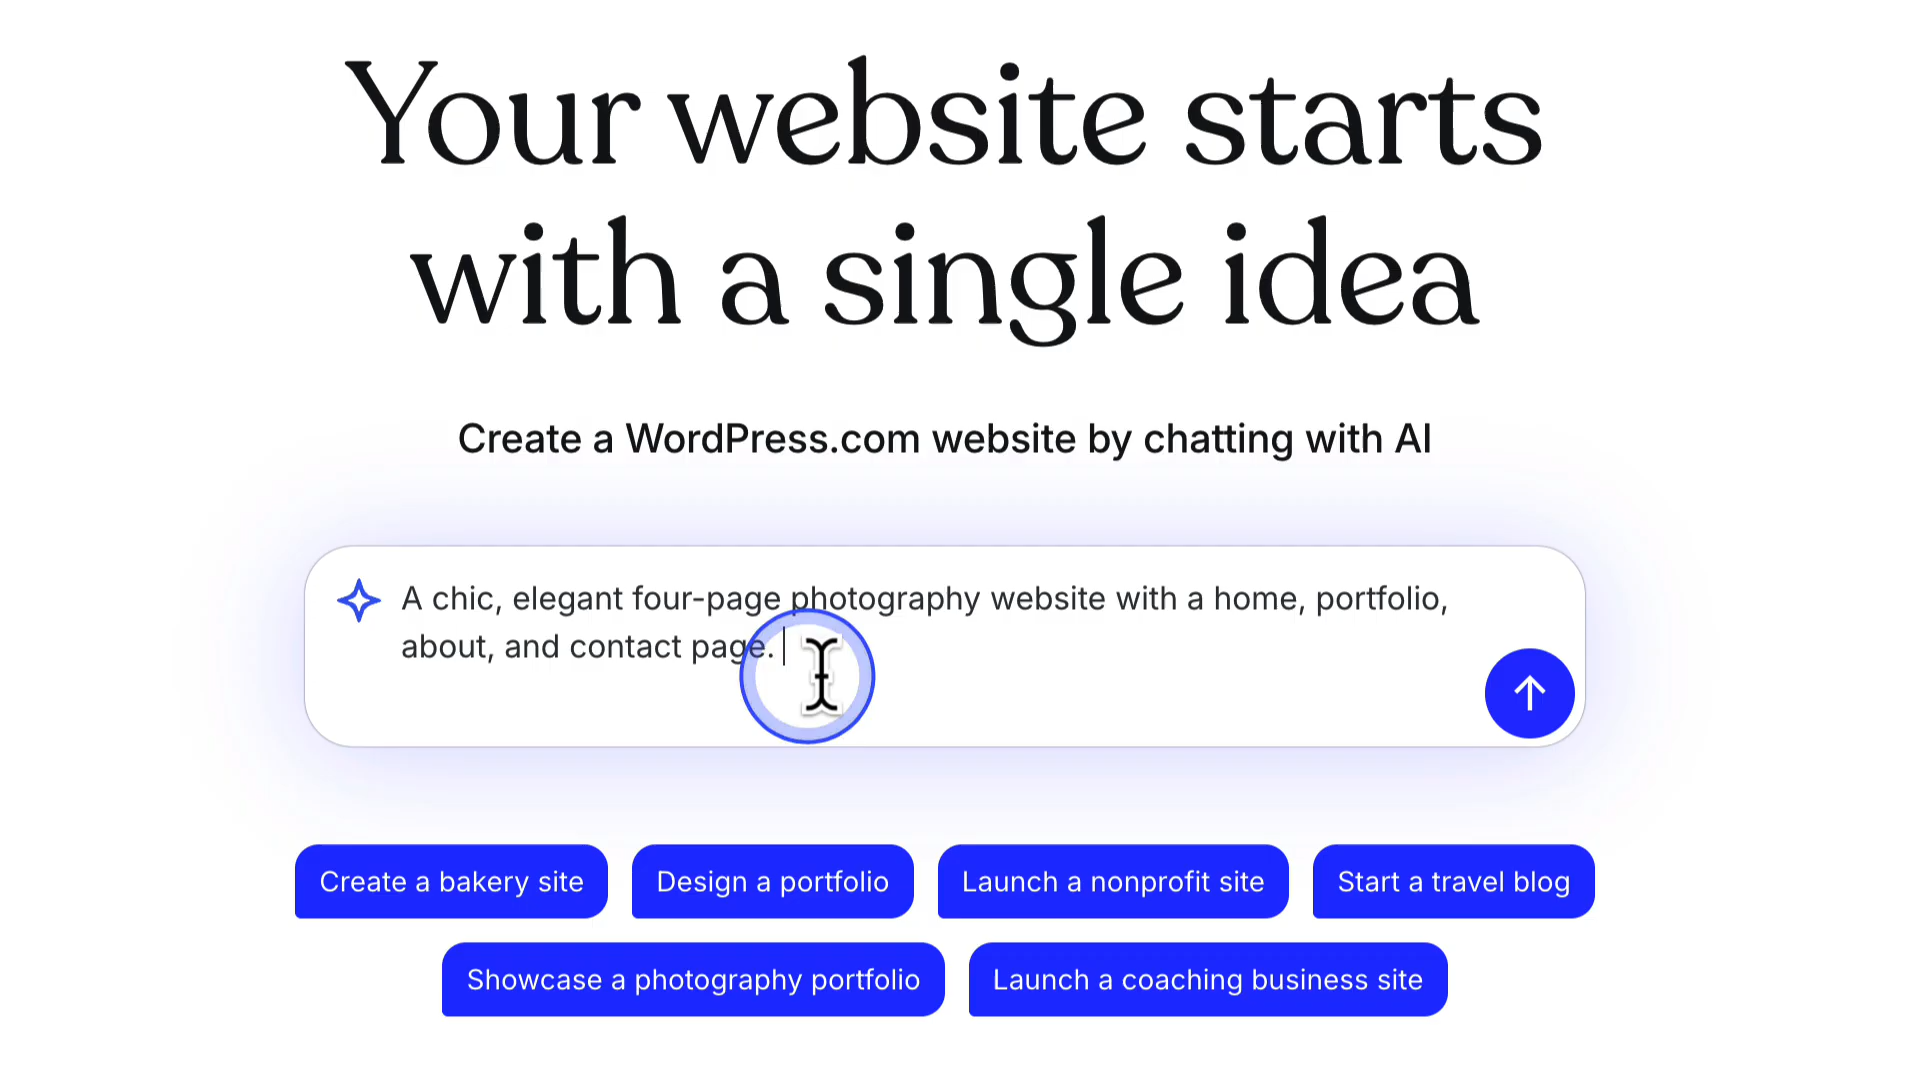 Your website starts
with a single idea
Create a WordPress.com website by chatting with AI
A chic, elegant four-page photography website with a home, portfolio,
about, and contact page.
Create a bakery site
Design a portfolio
Launch a nonprofit site
Start a travel blog
Showcase a photography portfolio
Launch a coaching business site